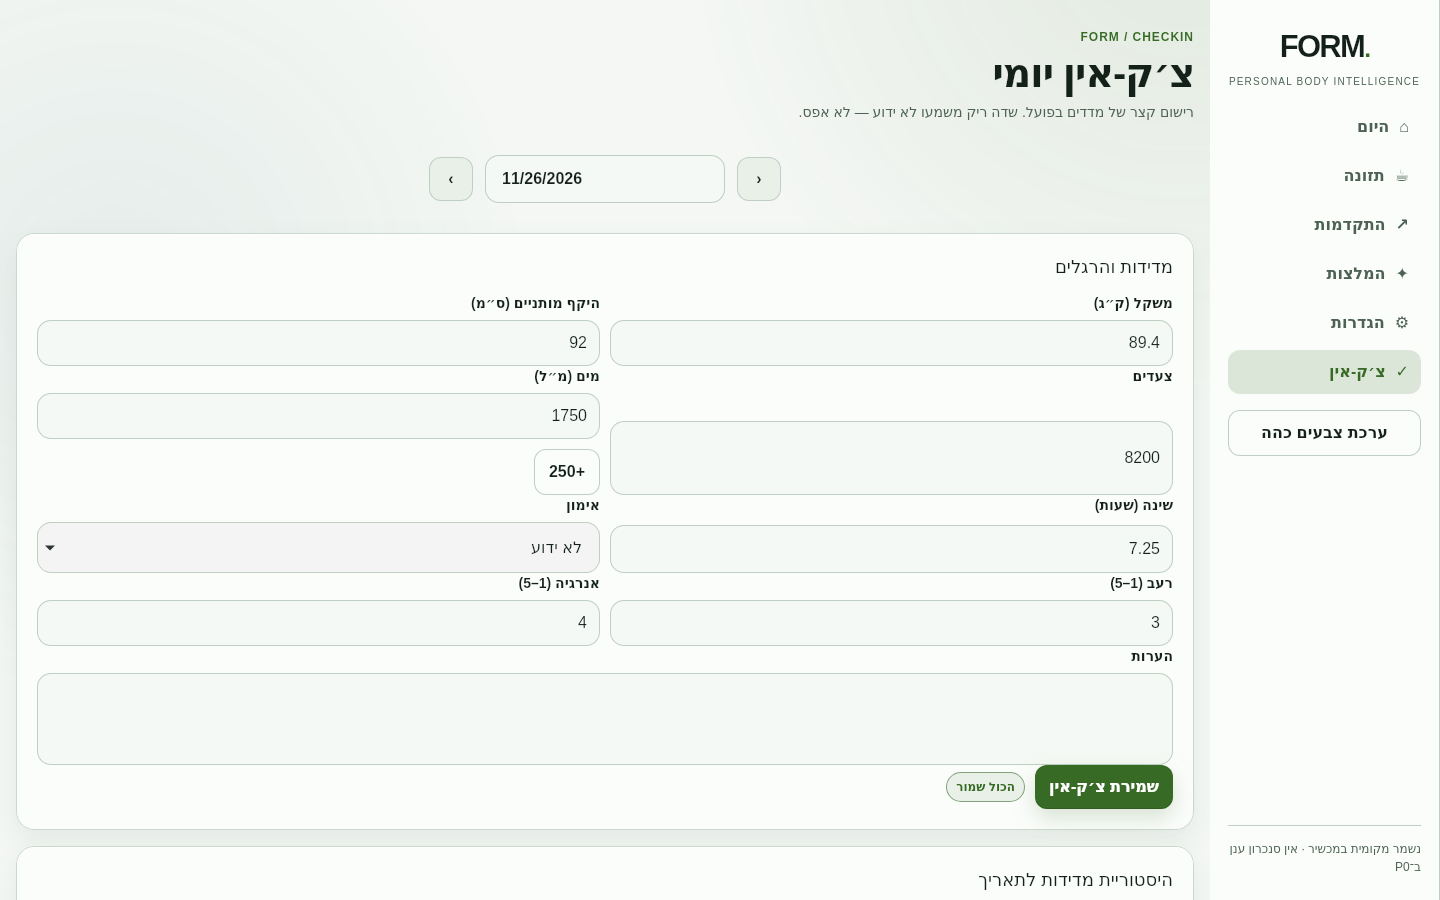 FORM.
PERSONAL BODY INTELLIGENCE
היום
תזונה
התקדמות
המלצות
הגדרות
צ׳ק-אין
ערכת צבעים כהה
נשמר מקומית במכשיר · אין סנכרון ענן
ב־P0
FORM / CHECKIN
צ׳ק-אין יומי
רישום קצר של מדדים בפועל. שדה ריק משמעו לא ידוע — לא אפס.
11/26/2026
מדידות והרגלים
משקל (ק״ג)
89.4
היקף מותניים (ס״מ)
92
צעדים
8200
מים (מ״ל)
1750
+250
שינה (שעות)
7.25
אימון
לא ידוע
רעב (1–5)
3
אנרגיה (1–5)
4
הערות
שמירת צ׳ק-אין
הכול שמור
היסטוריית מדידות לתאריך